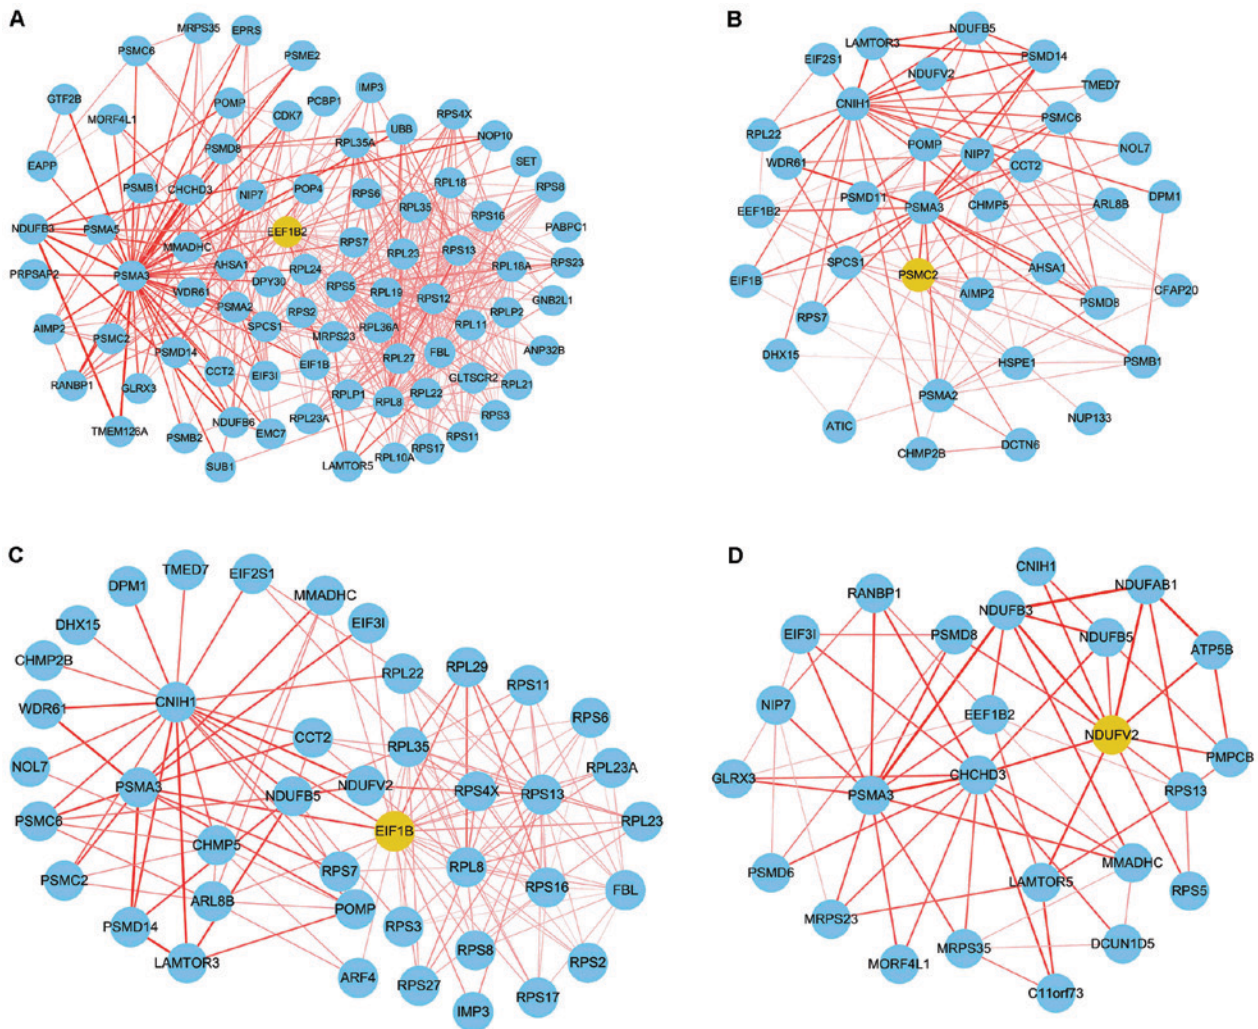 A
MRPS35
EPRS
PSMC6
PSME2
GTF2B
POMP
PCBP1
IMP3
MORF4L1
CDK7
UBB
RPS4X
NOP10
EAPP
PSMD8
RPL35A
SET
PSMB1
CHCHD3
NIP7
POP4
RPS6
RPL18
RPS8
RPL35
RPS16
PABPC1
NDUFB3
PSMA5
EEF1B2
RPS7
RPL23
RPS13
MMADHC
PRPSAP2
PSMA3
AHSA1
DPY30
RPL24
RPL18A
RPS23
WDR61
RPS5
RPL19
RPS12
GNB2L1
PSMA2
RPS2
RPLP2
AIMP2
PSMC2
SPCS1
MRPS23
RPL36A
RPL11
PSMD14
RPL27
FBL
ANP32B
RANBP1
GLRX3
CCT2
EIF3I
EIF1B
GLTSCR2
RPL21
TMEM126A
NDUFB6
RPL23A
RPLP1
RPL8
RPL22
RPS3
PSMB2
EMC7
RPS11
SUB1
LAMTOR5
RPL10A
RPS17
B
NDUFB5
LAMTOR3
EIF2S1
PSMD14
NDUFV2
TMED7
CNIH1
PSMC6
RPL22
POMP
NIP7
NOL7
WDR61
CCT2
PSMD11
DPM1
EEF1B2
PSMA3
CHMP5
ARL8B
SPCS1
PSMC2
AHSA1
EIF1B
AIMP2
PSMD8
CFAP20
RPS7
DHX15
HSPE1
PSMB1
PSMA2
ATIC
NUP133
CHMP2B
DCTN6
C
TMED7
EIF2S1
DPM1
MMADHC
DHX15
EIF3I
CHMP2B
RPL22
RPL29
RPS11
WDR61
CNIH1
RPS6
CCT2
RPL35
NOL7
RPL23A
PSMA3
NDUFB5
NDUFV2
RPS4X
RPS13
PSMC6
EIF1B
RPL23
CHMP5
RPS7
RPL8
PSMC2
RPS16
FBL
ARL8B
POMP
PSMD14
RPS3
LAMTOR3
RPS8
RPS2
ARF4
RPS27
RPS17
IMP3
D
CNIH1
RANBP1
NDUFAB1
NDUFB3
EIF3I
PSMD8
NDUFB5
ATP5B
NIP7
EEF1B2
NDUFV2
GLRX3
CHCHD3
PMPCB
PSMA3
RPS13
PSMD6
MMADHC
LAMTOR5
RPS5
MRPS23
MRPS35
DCUN1D5
MORF4L1
C11orf73